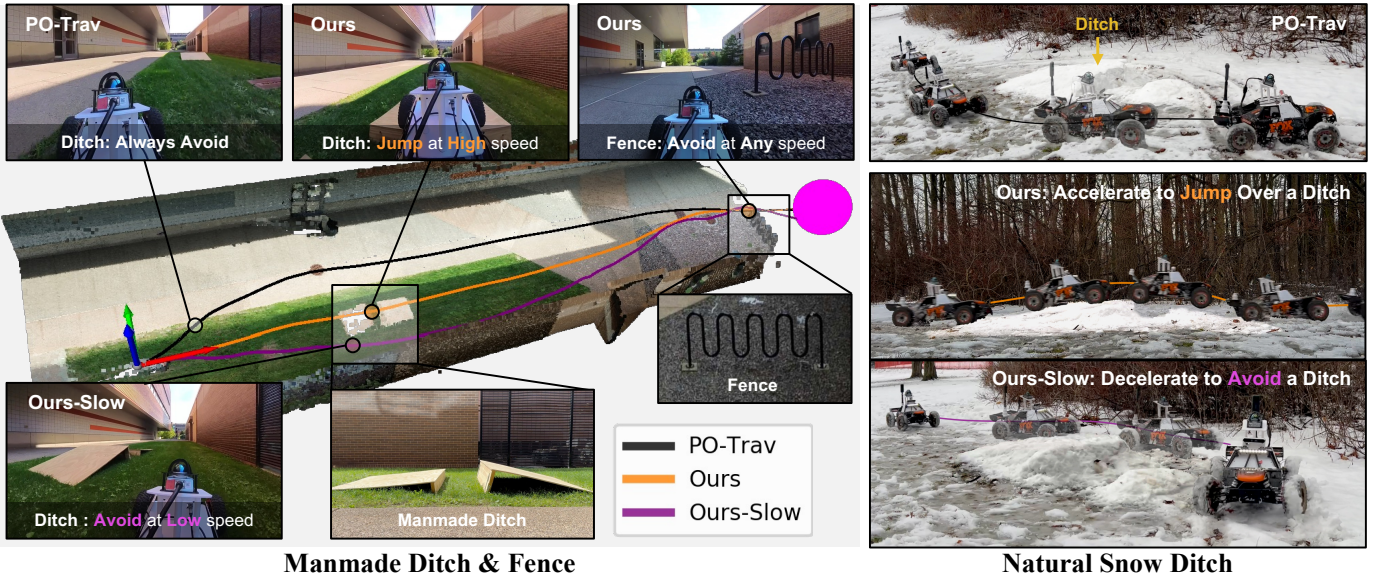 PO-Trav
Ditch: Always Avoid
Ours
Ditch: Jump at High speed
Ours
Fence: Avoid at Any speed
Ours-Slow
Ditch : Avoid at Low speed
Manmade Ditch
Fence
PO-Trav
Ours
Ours-Slow
Manmade Ditch & Fence
Ditch
PO-Trav
Ours: Accelerate to Jump Over a Ditch
Ours-Slow: Decelerate to Avoid a Ditch
Natural Snow Ditch